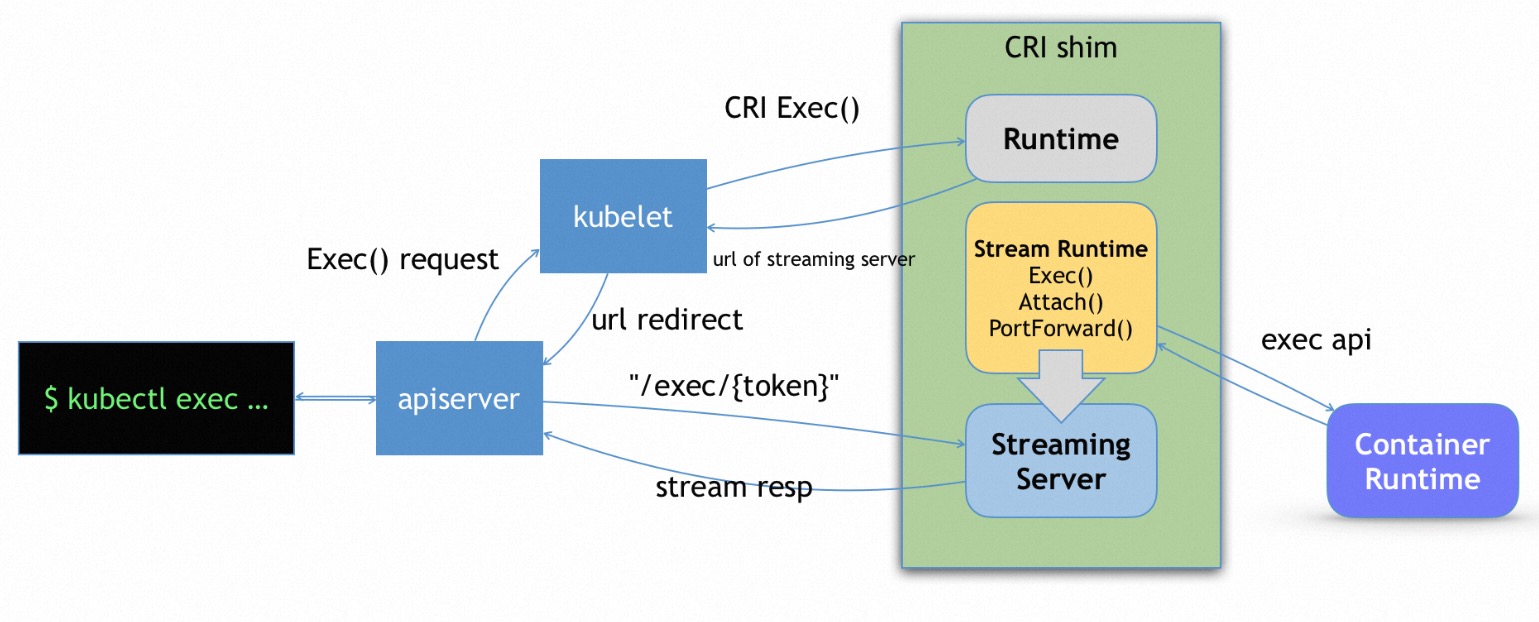 CRI shim
CRI Exec()
Runtime
kubelet
Exec() request
url of streaming server
Stream Runtime
Exec()
Attach()
PortForward()
url redirect
exec api
$ kubectl exec ...
apiserver
"/exec/{token}"
Streaming
Server
Container
Runtime
stream resp